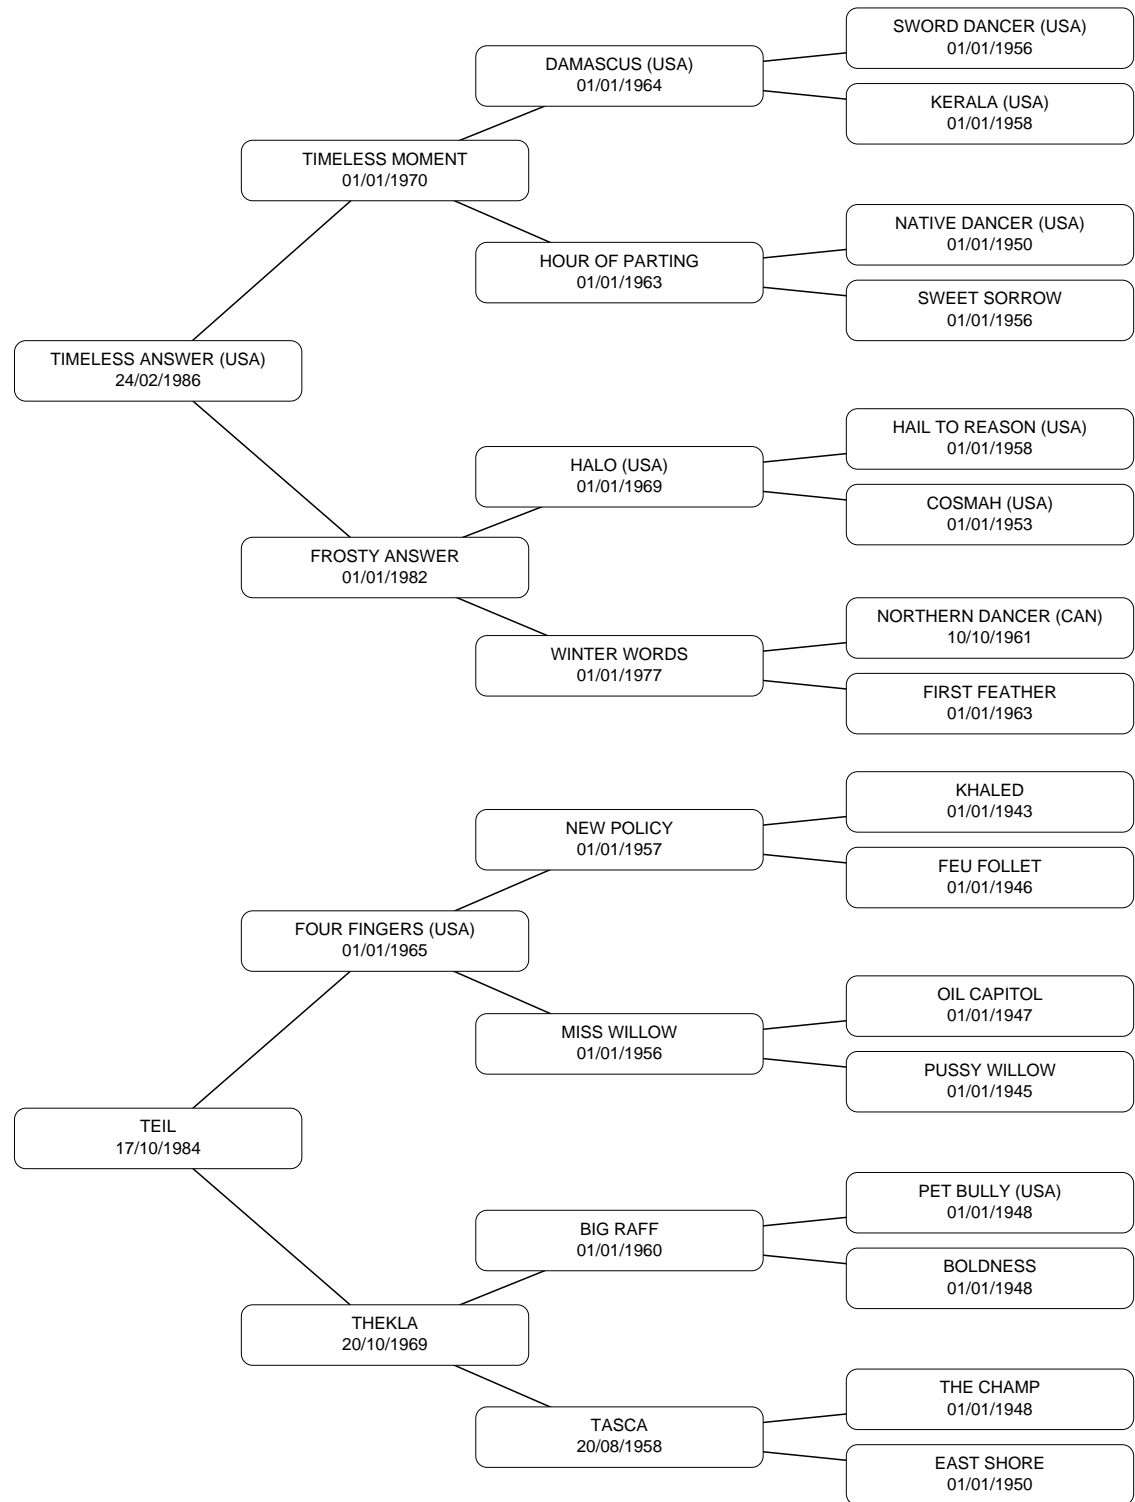 SWORD DANCER (USA)
01/01/1956
DAMASCUS (USA)
01/01/1964
KERALA (USA)
01/01/1958
TIMELESS MOMENT
01/01/1970
NATIVE DANCER (USA)
01/01/1950
HOUR OF PARTING
01/01/1963
SWEET SORROW
01/01/1956
TIMELESS ANSWER (USA)
24/02/1986
HAIL TO REASON (USA)
01/01/1958
HALO (USA)
01/01/1969
COSMAH (USA)
01/01/1953
FROSTY ANSWER
01/01/1982
NORTHERN DANCER (CAN)
10/10/1961
WINTER WORDS
01/01/1977
FIRST FEATHER
01/01/1963
KHALED
01/01/1943
NEW POLICY
01/01/1957
FEU FOLLET
01/01/1946
FOUR FINGERS (USA)
01/01/1965
OIL CAPITOL
01/01/1947
MISS WILLOW
01/01/1956
PUSSY WILLOW
01/01/1945
TEIL
17/10/1984
PET BULLY (USA)
01/01/1948
BIG RAFF
01/01/1960
BOLDNESS
01/01/1948
THEKLA
20/10/1969
THE CHAMP
01/01/1948
TASCA
20/08/1958
EAST SHORE
01/01/1950